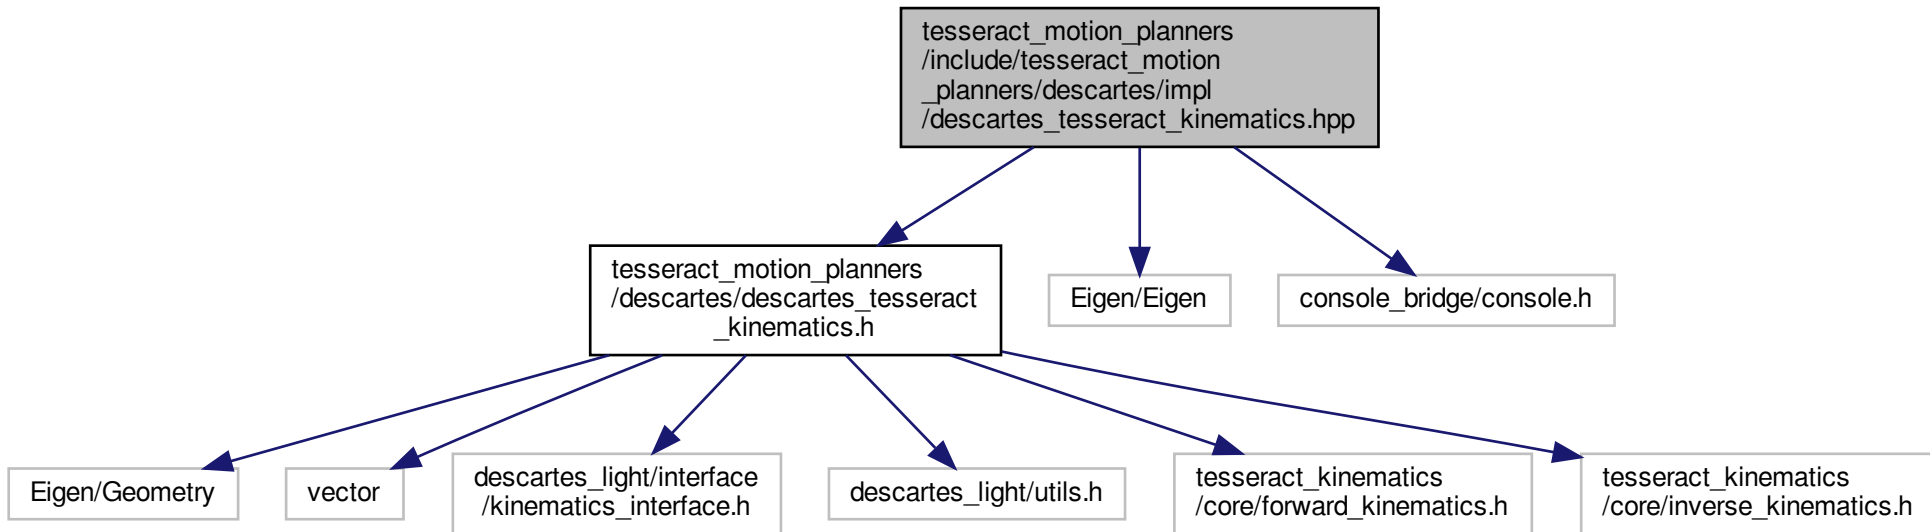 tesseract_motion_planners
/include/tesseract_motion
_planners/descartes/impl
/descartes_tesseract_kinematics.hpp
tesseract_motion_planners
/descartes/descartes_tesseract
_kinematics.h
Eigen/Eigen
console_bridge/console.h
Eigen/Geometry
vector
descartes_light/interface
/kinematics_interface.h
descartes_light/utils.h
tesseract_kinematics
/core/forward_kinematics.h
tesseract_kinematics
/core/inverse_kinematics.h